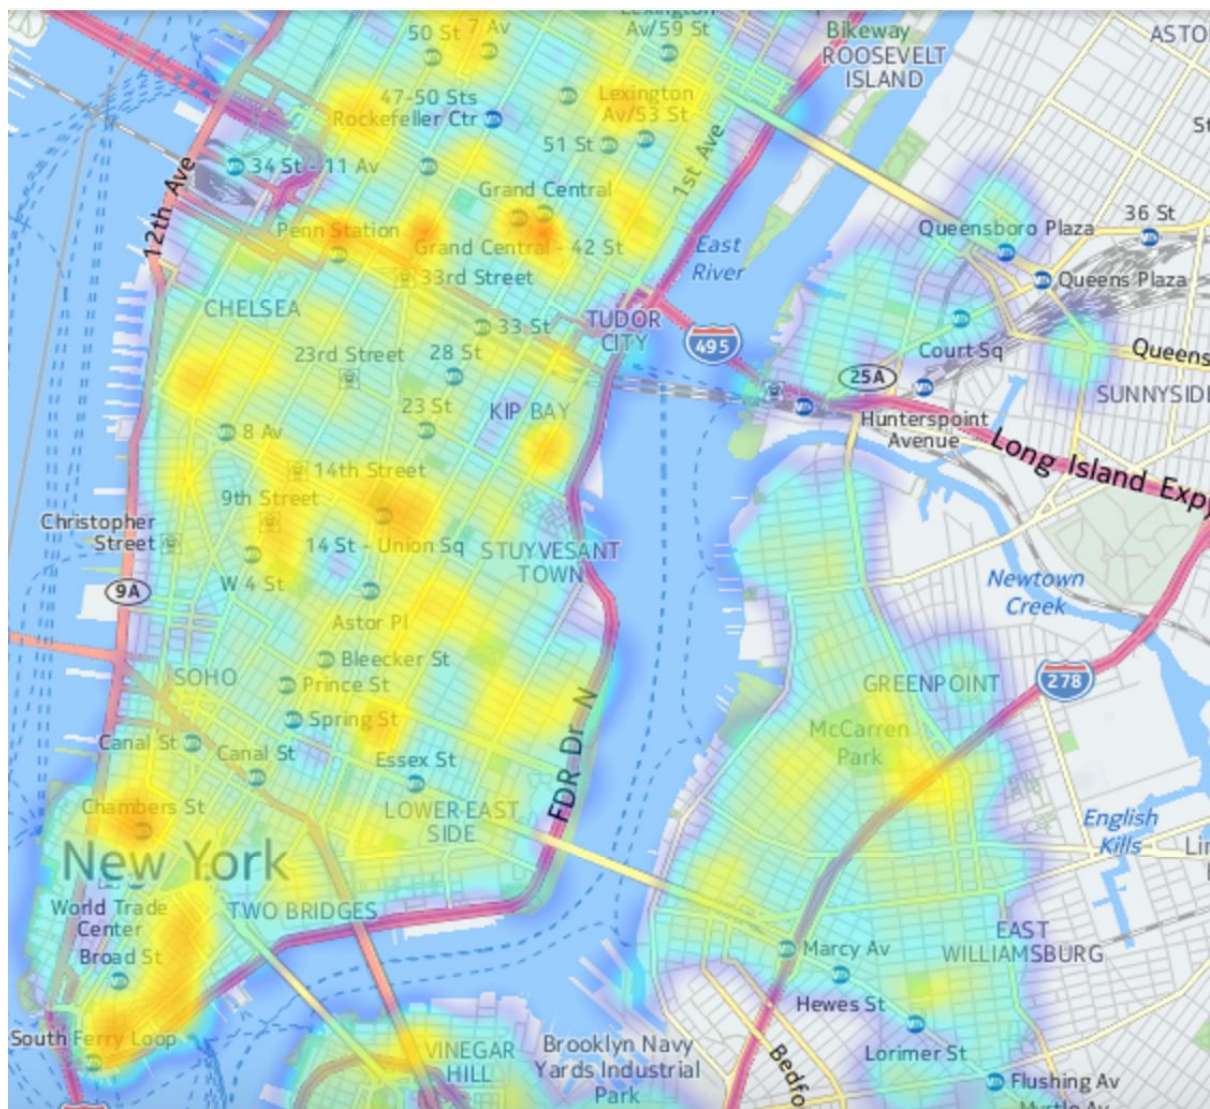 50 St
7 Av
Lexington
Av/59 St
Bikeway
ROOSEVELT
ISLAND
47-50 Sts
Rockefeller Ctr
Lexington
Av/53 St
51 St
34 St - 11 Av
1st Ave
12th Ave
Grand Central
Penn Station
Grand Central - 42 St
33rd Street
East
River
Queensboro Plaza
36 St
Queens Plaza
CHELSEA
33 St
TUDOR
CITY
495
23rd Street
28 St
Court Sq
25A
SUNNYSIDE
23 St
KIP BAY
8 Av
Hunterspoint
Avenue
14th Street
9th Street
Long Island Expy
Christopher
Street
14 St - Union Sq
STUYVESANT
TOWN
W 4 St
9A
Newtown
Creek
Astor Pl
Bleecker St
SOHO
Prince St
GREENPOINT
278
Spring St
FDR Dr N
Canal St
Canal St
Essex St
McCarren
Park
Chambers St
LOWER EAST
SIDE
English
Kills
New York
World Trade
Center
TWO BRIDGES
Broad St
Marcy Av
EAST
WILLIAMSBURG
Hewes St
South Ferry Loop
VINEGAR
HILL
Brooklyn Navy
Yards Industrial
Park
Lorimer St
Flushing Av